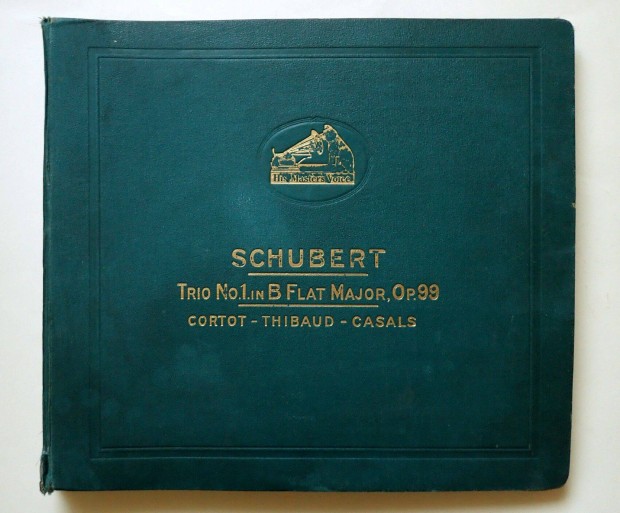 His Master's Voice
SCHUBERT
TRIO No.1. IN B FLAT MAJOR, OP.99
CORTOT - THIBAUD - CASALS